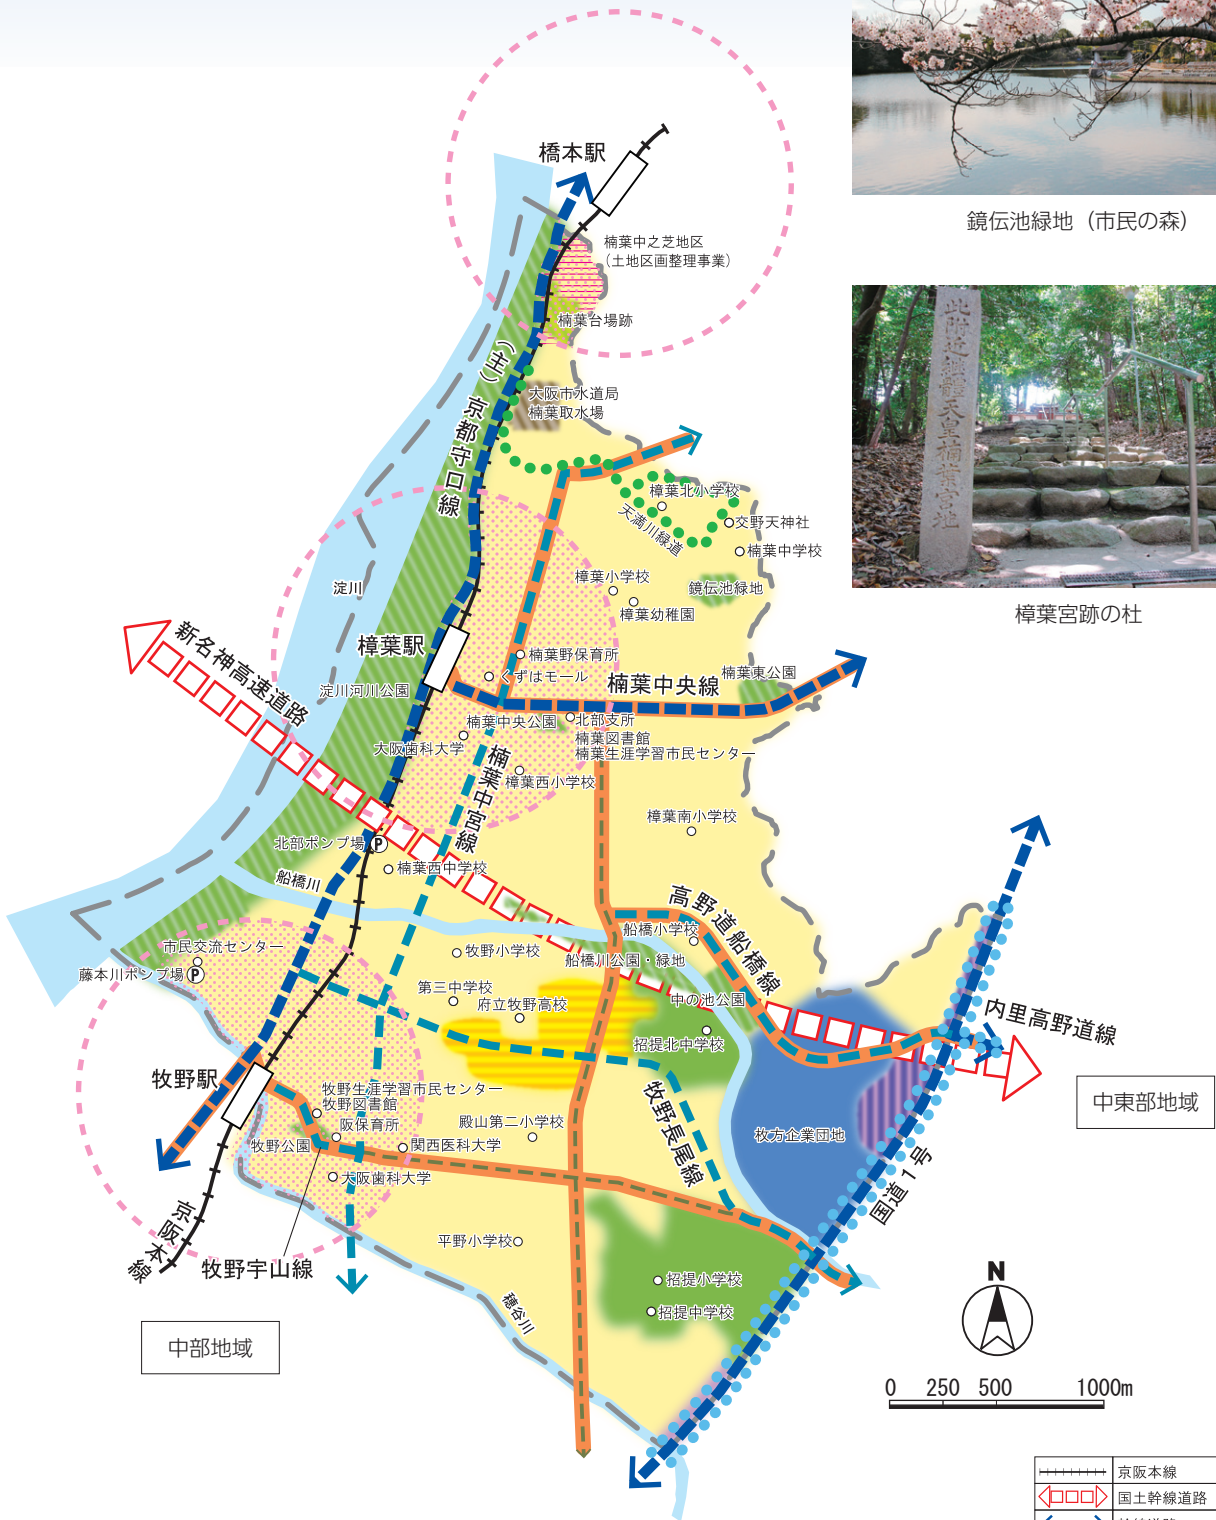 鏡伝池緑地（市民の森）
此附近継體天皇樟葉宮地
樟葉宮跡の杜
橋本駅
楠葉中之芝地区
（土地区画整理事業）
楠葉台場跡
（主）京都守口線
大阪市水道局
楠葉取水場
樟葉北小学校
天満川緑道
交野天神社
楠葉中学校
淀川
樟葉小学校
鏡伝池緑地
樟葉幼稚園
新名神高速道路
樟葉駅
楠葉野保育所
くずはモール
楠葉中央線
楠葉東公園
淀川河川公園
楠葉中央公園
北部支所
楠葉図書館
楠葉生涯学習市民センター
大阪歯科大学
楠葉中宮線
樟葉西小学校
樟葉南小学校
北部ポンプ場
P
楠葉西中学校
船橋川
高野道船橋線
船橋小学校
市民交流センター
牧野小学校
船橋川公園・緑地
藤本川ポンプ場
P
第三中学校
府立牧野高校
中の池公園
内里高野道線
招提北中学校
牧野駅
牧野生涯学習市民センター
牧野図書館
牧野長尾線
中東部地域
阪保育所
殿山第二小学校
枚方企業団地
牧野公園
関西医科大学
大阪歯科大学
国道１号
京阪本線
平野小学校
牧野宇山線
招提小学校
穂谷川
招提中学校
N
中部地域
0 250 500 1000m
京阪本線
国土幹線道路